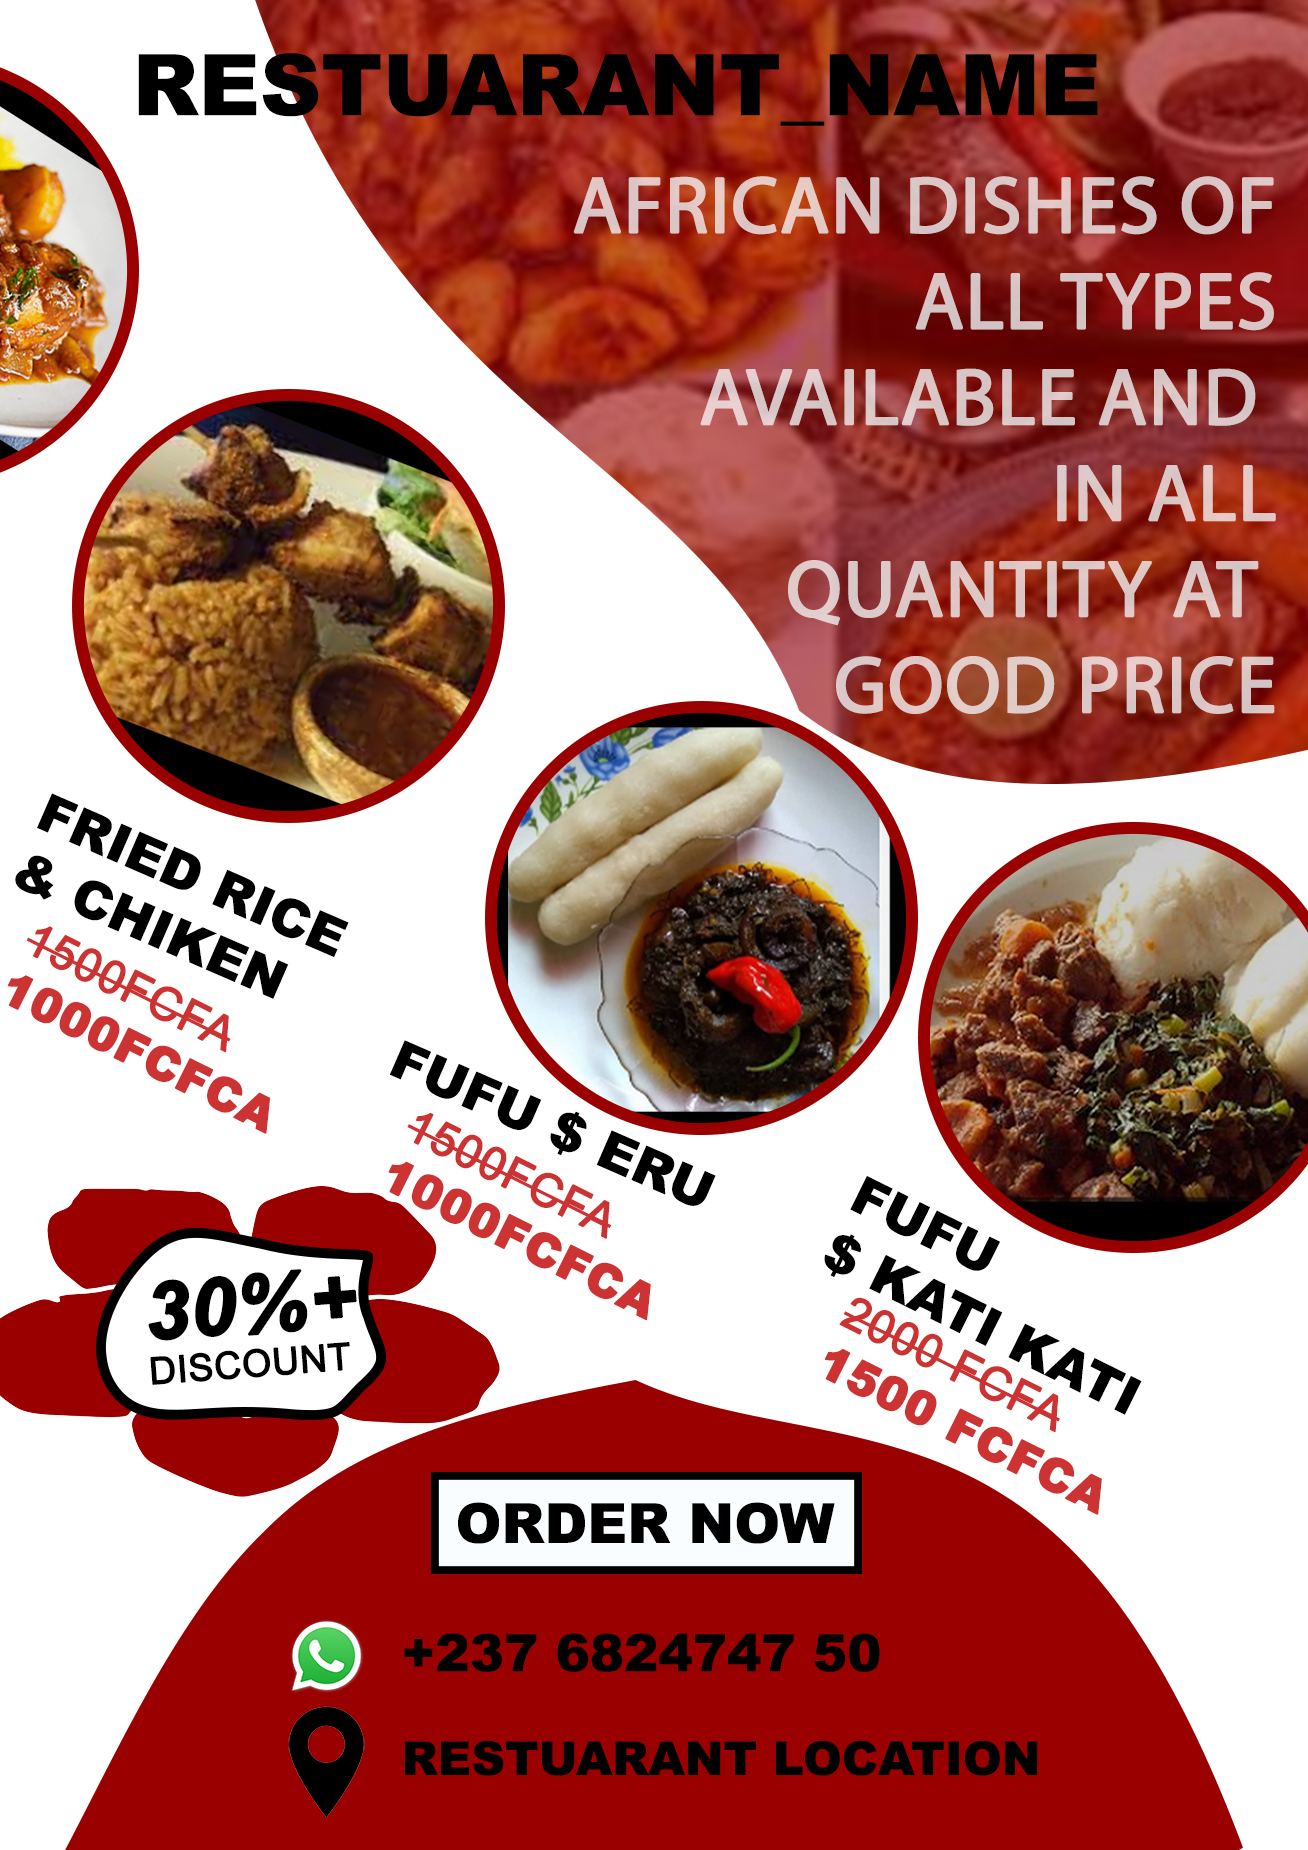 RESTUARANT_NAME
AFRICAN DISHES OF
ALL TYPES
AVAILABLE AND
IN ALL
QUANTITY AT
GOOD PRICE
FRIED RICE
& CHIKEN
1500FCFA
1000FCFCA
FUFU $ ERU
1500FCFA
1000FCFCA
FUFU
$ KATI KATI
2000 FCFA
1500 FCFCA
30%+
DISCOUNT
ORDER NOW
+237 6824747 50
RESTUARANT LOCATION